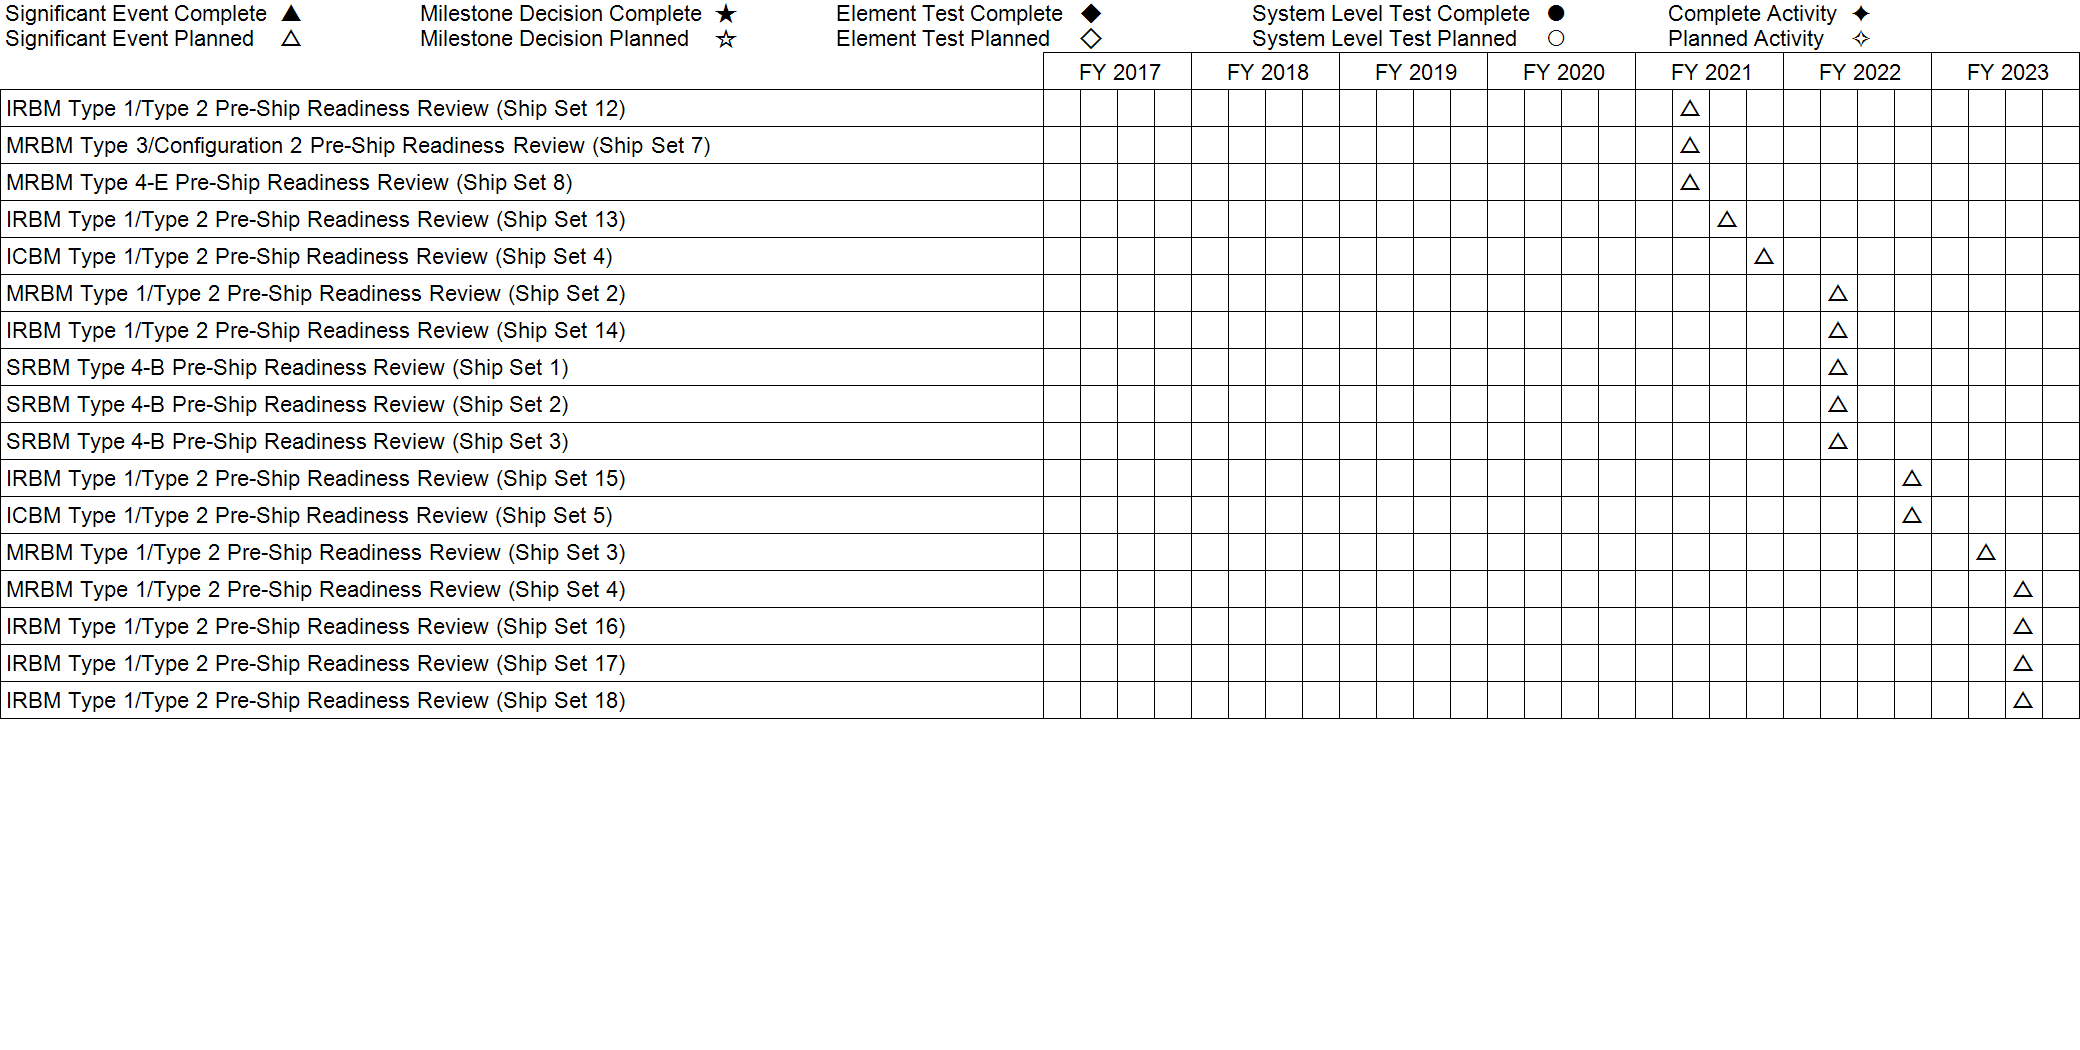 Significant Event Complete ▲ Milestone Decision Complete ★ Element Test Complete ◆ System Level Test Complete ● Complete Activity ✦
Significant Event Planned △ Milestone Decision Planned ☆ Element Test Planned ◇ System Level Test Planned ○ Planned Activity ✧
FY 2017 FY 2018 FY 2019 FY 2020 FY 2021 FY 2022 FY 2023
IRBM Type 1/Type 2 Pre-Ship Readiness Review (Ship Set 12) △
MRBM Type 3/Configuration 2 Pre-Ship Readiness Review (Ship Set 7) △
MRBM Type 4-E Pre-Ship Readiness Review (Ship Set 8) △
IRBM Type 1/Type 2 Pre-Ship Readiness Review (Ship Set 13) △
ICBM Type 1/Type 2 Pre-Ship Readiness Review (Ship Set 4) △
MRBM Type 1/Type 2 Pre-Ship Readiness Review (Ship Set 2) △
IRBM Type 1/Type 2 Pre-Ship Readiness Review (Ship Set 14) △
SRBM Type 4-B Pre-Ship Readiness Review (Ship Set 1) △
SRBM Type 4-B Pre-Ship Readiness Review (Ship Set 2) △
SRBM Type 4-B Pre-Ship Readiness Review (Ship Set 3) △
IRBM Type 1/Type 2 Pre-Ship Readiness Review (Ship Set 15) △
ICBM Type 1/Type 2 Pre-Ship Readiness Review (Ship Set 5) △
MRBM Type 1/Type 2 Pre-Ship Readiness Review (Ship Set 3) △
MRBM Type 1/Type 2 Pre-Ship Readiness Review (Ship Set 4) △
IRBM Type 1/Type 2 Pre-Ship Readiness Review (Ship Set 16) △
IRBM Type 1/Type 2 Pre-Ship Readiness Review (Ship Set 17) △
IRBM Type 1/Type 2 Pre-Ship Readiness Review (Ship Set 18) △